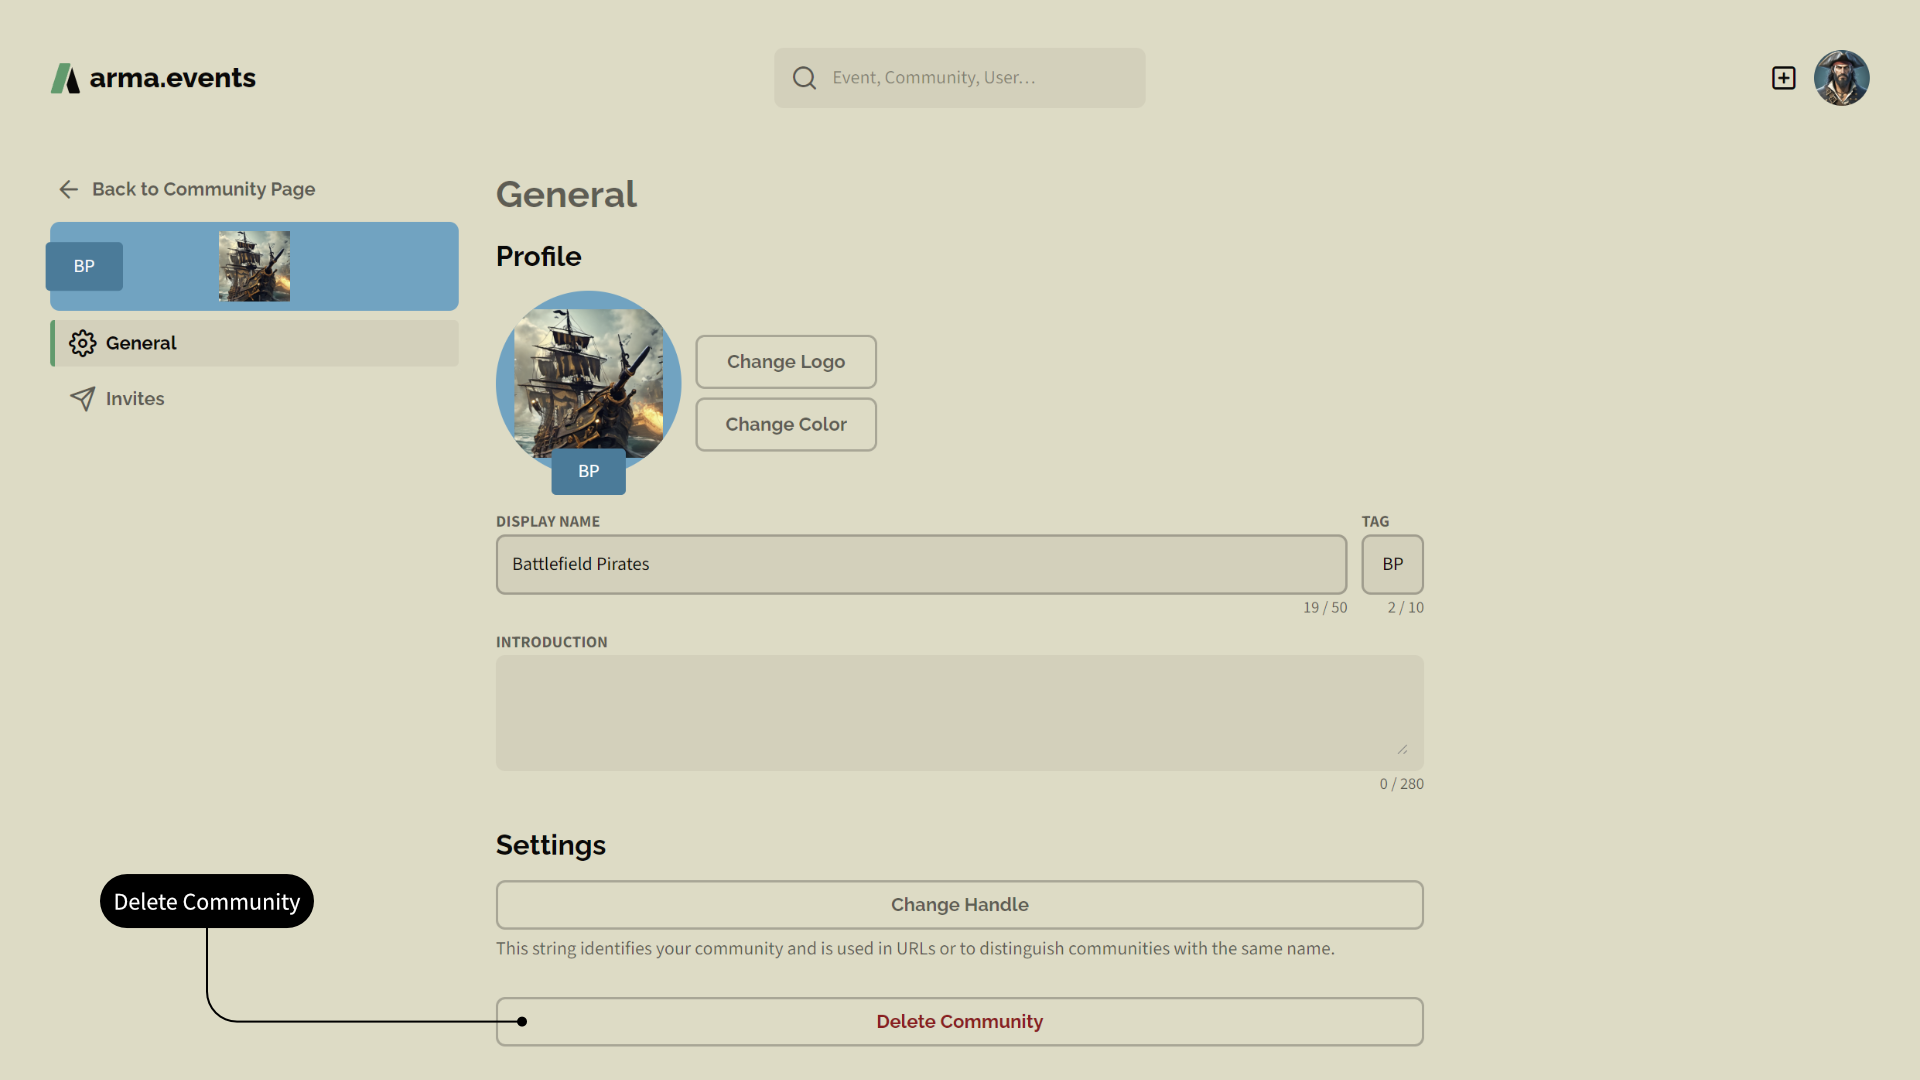 arma.events
Event, Community, User...
Back to Community Page
BP
General
Invites
General
Profile
BP
Change Logo
Change Color
DISPLAY NAME
TAG
Battlefield Pirates
BP
19 / 50
2 / 10
INTRODUCTION
0 / 280
Settings
Change Handle
This string identifies your community and is used in URLs or to distinguish communities with the same name.
Delete Community
Delete Community